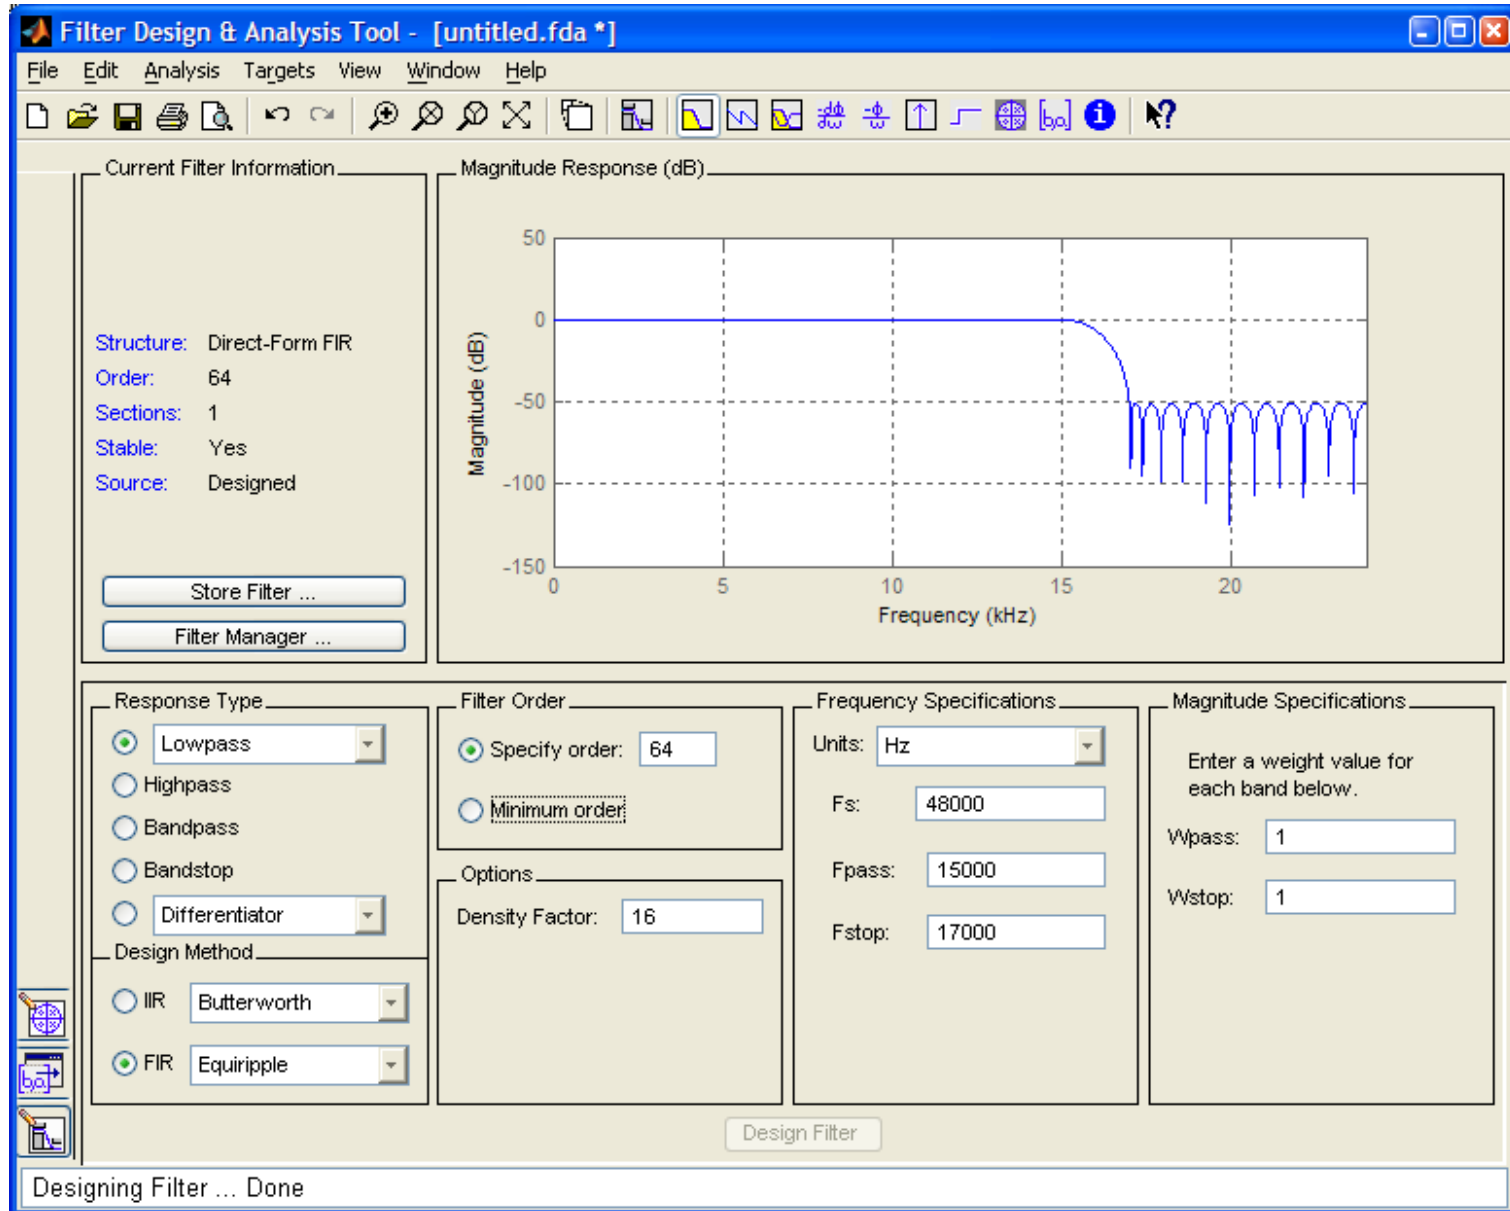 Filter Design & Analysis Tool - [untitled.fda *]
File Edit Analysis Targets View Window Help
Current Filter Information
Structure: Direct-Form FIR
Order: 64
Sections: 1
Stable: Yes
Source: Designed
Store Filter ...
Filter Manager ...
Magnitude Response (dB)
50
0
-50
-100
-150
Magnitude (dB)
0 5 10 15 20
Frequency (kHz)
Response Type
Lowpass
Highpass
Bandpass
Bandstop
Differentiator
Design Method
IIR Butterworth
FIR Equiripple
Filter Order
Specify order: 64
Minimum order
Options
Density Factor: 16
Frequency Specifications
Units: Hz
Fs: 48000
Fpass: 15000
Fstop: 17000
Magnitude Specifications
Enter a weight value for
each band below.
Wpass: 1
Wstop: 1
Design Filter
Designing Filter ... Done